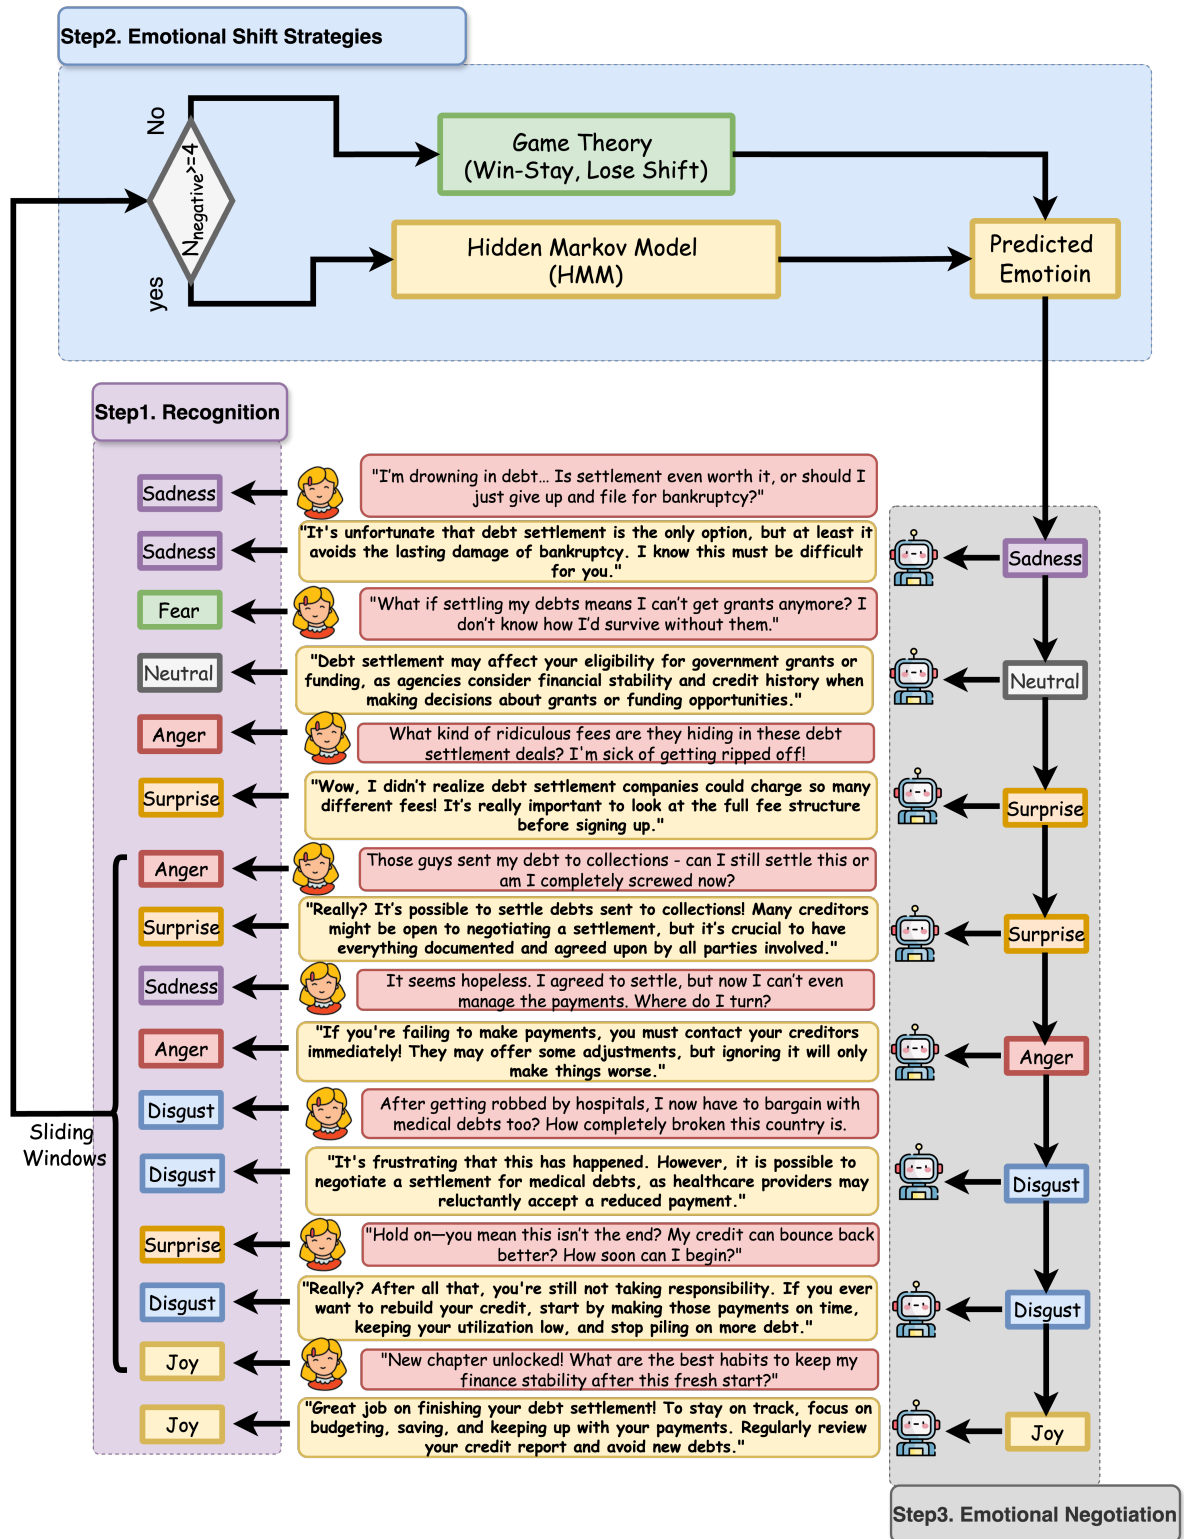 Step2. Emotional Shift Strategies
No
N_negative>=4
yes
Game Theory
(Win-Stay, Lose Shift)
Hidden Markov Model
(HMM)
Predicted
Emotioin
Step1. Recognition
Sadness
"I'm drowning in debt... Is settlement even worth it, or should I
just give up and file for bankruptcy?"
Sadness
"It's unfortunate that debt settlement is the only option, but at least it
avoids the lasting damage of bankruptcy. I know this must be difficult
for you."
Sadness
Fear
"What if settling my debts means I can't get grants anymore? I
don't know how I'd survive without them."
Neutral
"Debt settlement may affect your eligibility for government grants or
funding, as agencies consider financial stability and credit history when
making decisions about grants or funding opportunities."
Neutral
Anger
What kind of ridiculous fees are they hiding in these debt
settlement deals? I'm sick of getting ripped off!
Surprise
"Wow, I didn't realize debt settlement companies could charge so many
different fees! It's really important to look at the full fee structure
before signing up."
Surprise
Anger
Those guys sent my debt to collections - can I still settle this or
am I completely screwed now?
Surprise
"Really? It's possible to settle debts sent to collections! Many creditors
might be open to negotiating a settlement, but it's crucial to have
everything documented and agreed upon by all parties involved."
Surprise
Sadness
It seems hopeless. I agreed to settle, but now I can't even
manage the payments. Where do I turn?
Anger
"If you're failing to make payments, you must contact your creditors
immediately! They may offer some adjustments, but ignoring it will only
make things worse."
Anger
Disgust
After getting robbed by hospitals, I now have to bargain with
medical debts too? How completely broken this country is.
Sliding
Windows
Disgust
"It's frustrating that this has happened. However, it is possible to
negotiate a settlement for medical debts, as healthcare providers may
reluctantly accept a reduced payment."
Disgust
Surprise
"Hold on—you mean this isn't the end? My credit can bounce back
better? How soon can I begin?"
Disgust
"Really? After all that, you're still not taking responsibility. If you ever
want to rebuild your credit, start by making those payments on time,
keeping your utilization low, and stop piling on more debt."
Disgust
Joy
"New chapter unlocked! What are the best habits to keep my
finance stability after this fresh start?"
Joy
"Great job on finishing your debt settlement! To stay on track, focus on
budgeting, saving, and keeping up with your payments. Regularly review
your credit report and avoid new debts."
Joy
Step3. Emotional Negotiation